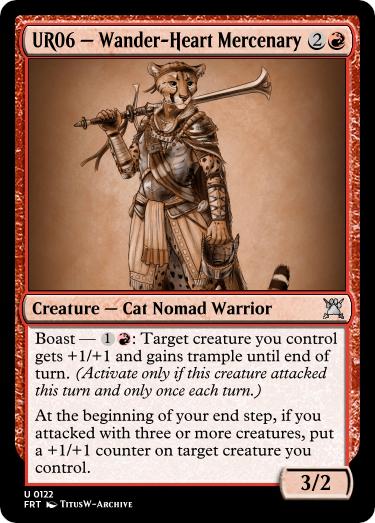 UR06 — Wander-Heart Mercenary 2
Creature — Cat Nomad Warrior
Boast — 1 : Target creature you control
gets +1/+1 and gains trample until end of
turn. (Activate only if this creature attacked
this turn and only once each turn.)
At the beginning of your end step, if you
attacked with three or more creatures, put
a +1/+1 counter on target creature you
control.
3/2
U 0122
FRT TitusW-Archive